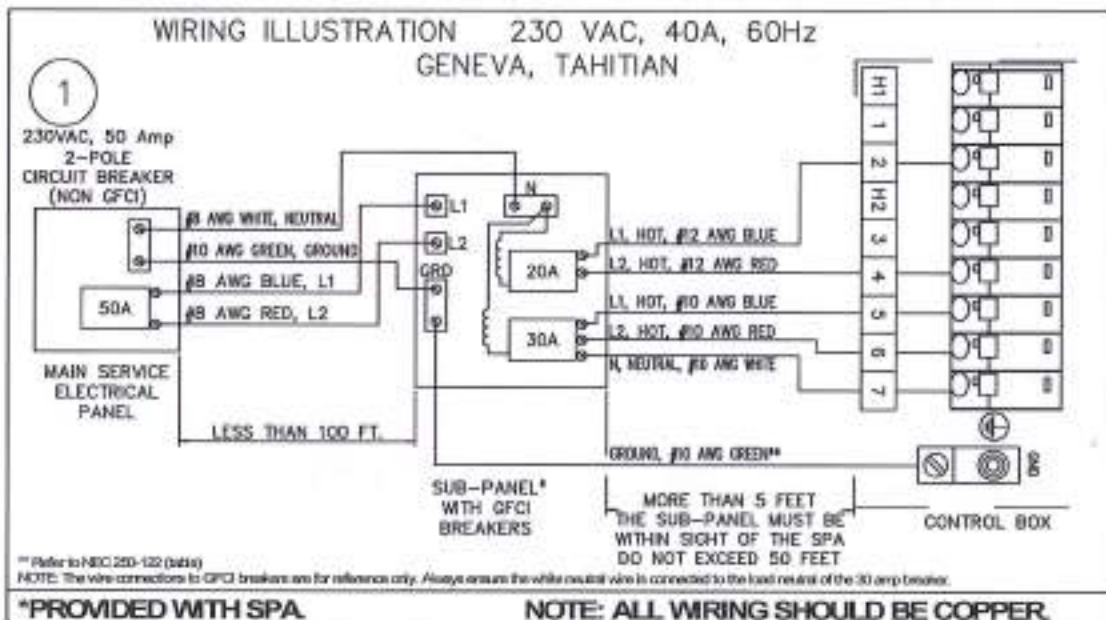 WIRING ILLUSTRATION 230 VAC, 40A, 60Hz
GENEVA, TAHITIAN
1
230VAC, 50 Amp
2-POLE
CIRCUIT BREAKER
(NON GFCI)
#8 AWG WHITE, NEUTRAL
#10 AWG GREEN, GROUND
#8 AWG BLUE, L1
#8 AWG RED, L2
50A
MAIN SERVICE
ELECTRICAL
PANEL
LESS THAN 100 FT.
N
L1
L2
GRD
20A
30A
SUB-PANEL*
WITH GFCI
BREAKERS
L1, HOT, #12 AWG BLUE
L2, HOT, #12 AWG RED
L1, HOT, #10 AWG BLUE
L2, HOT, #10 AWG RED
N, NEUTRAL, #10 AWG WHITE
GROUND, #10 AWG GREEN**
MORE THAN 5 FEET
THE SUB-PANEL MUST BE
WITHIN SIGHT OF THE SPA
DO NOT EXCEED 50 FEET
H1
1
2
H2
3
4
5
6
7
GND
CONTROL BOX
** Refer to NEC 250-122 (table)
NOTE: The wire connections to GFCI breakers are for reference only. Always ensure the white neutral wire is connected to the load neutral of the 30 amp breaker.
*PROVIDED WITH SPA. NOTE: ALL WIRING SHOULD BE COPPER.